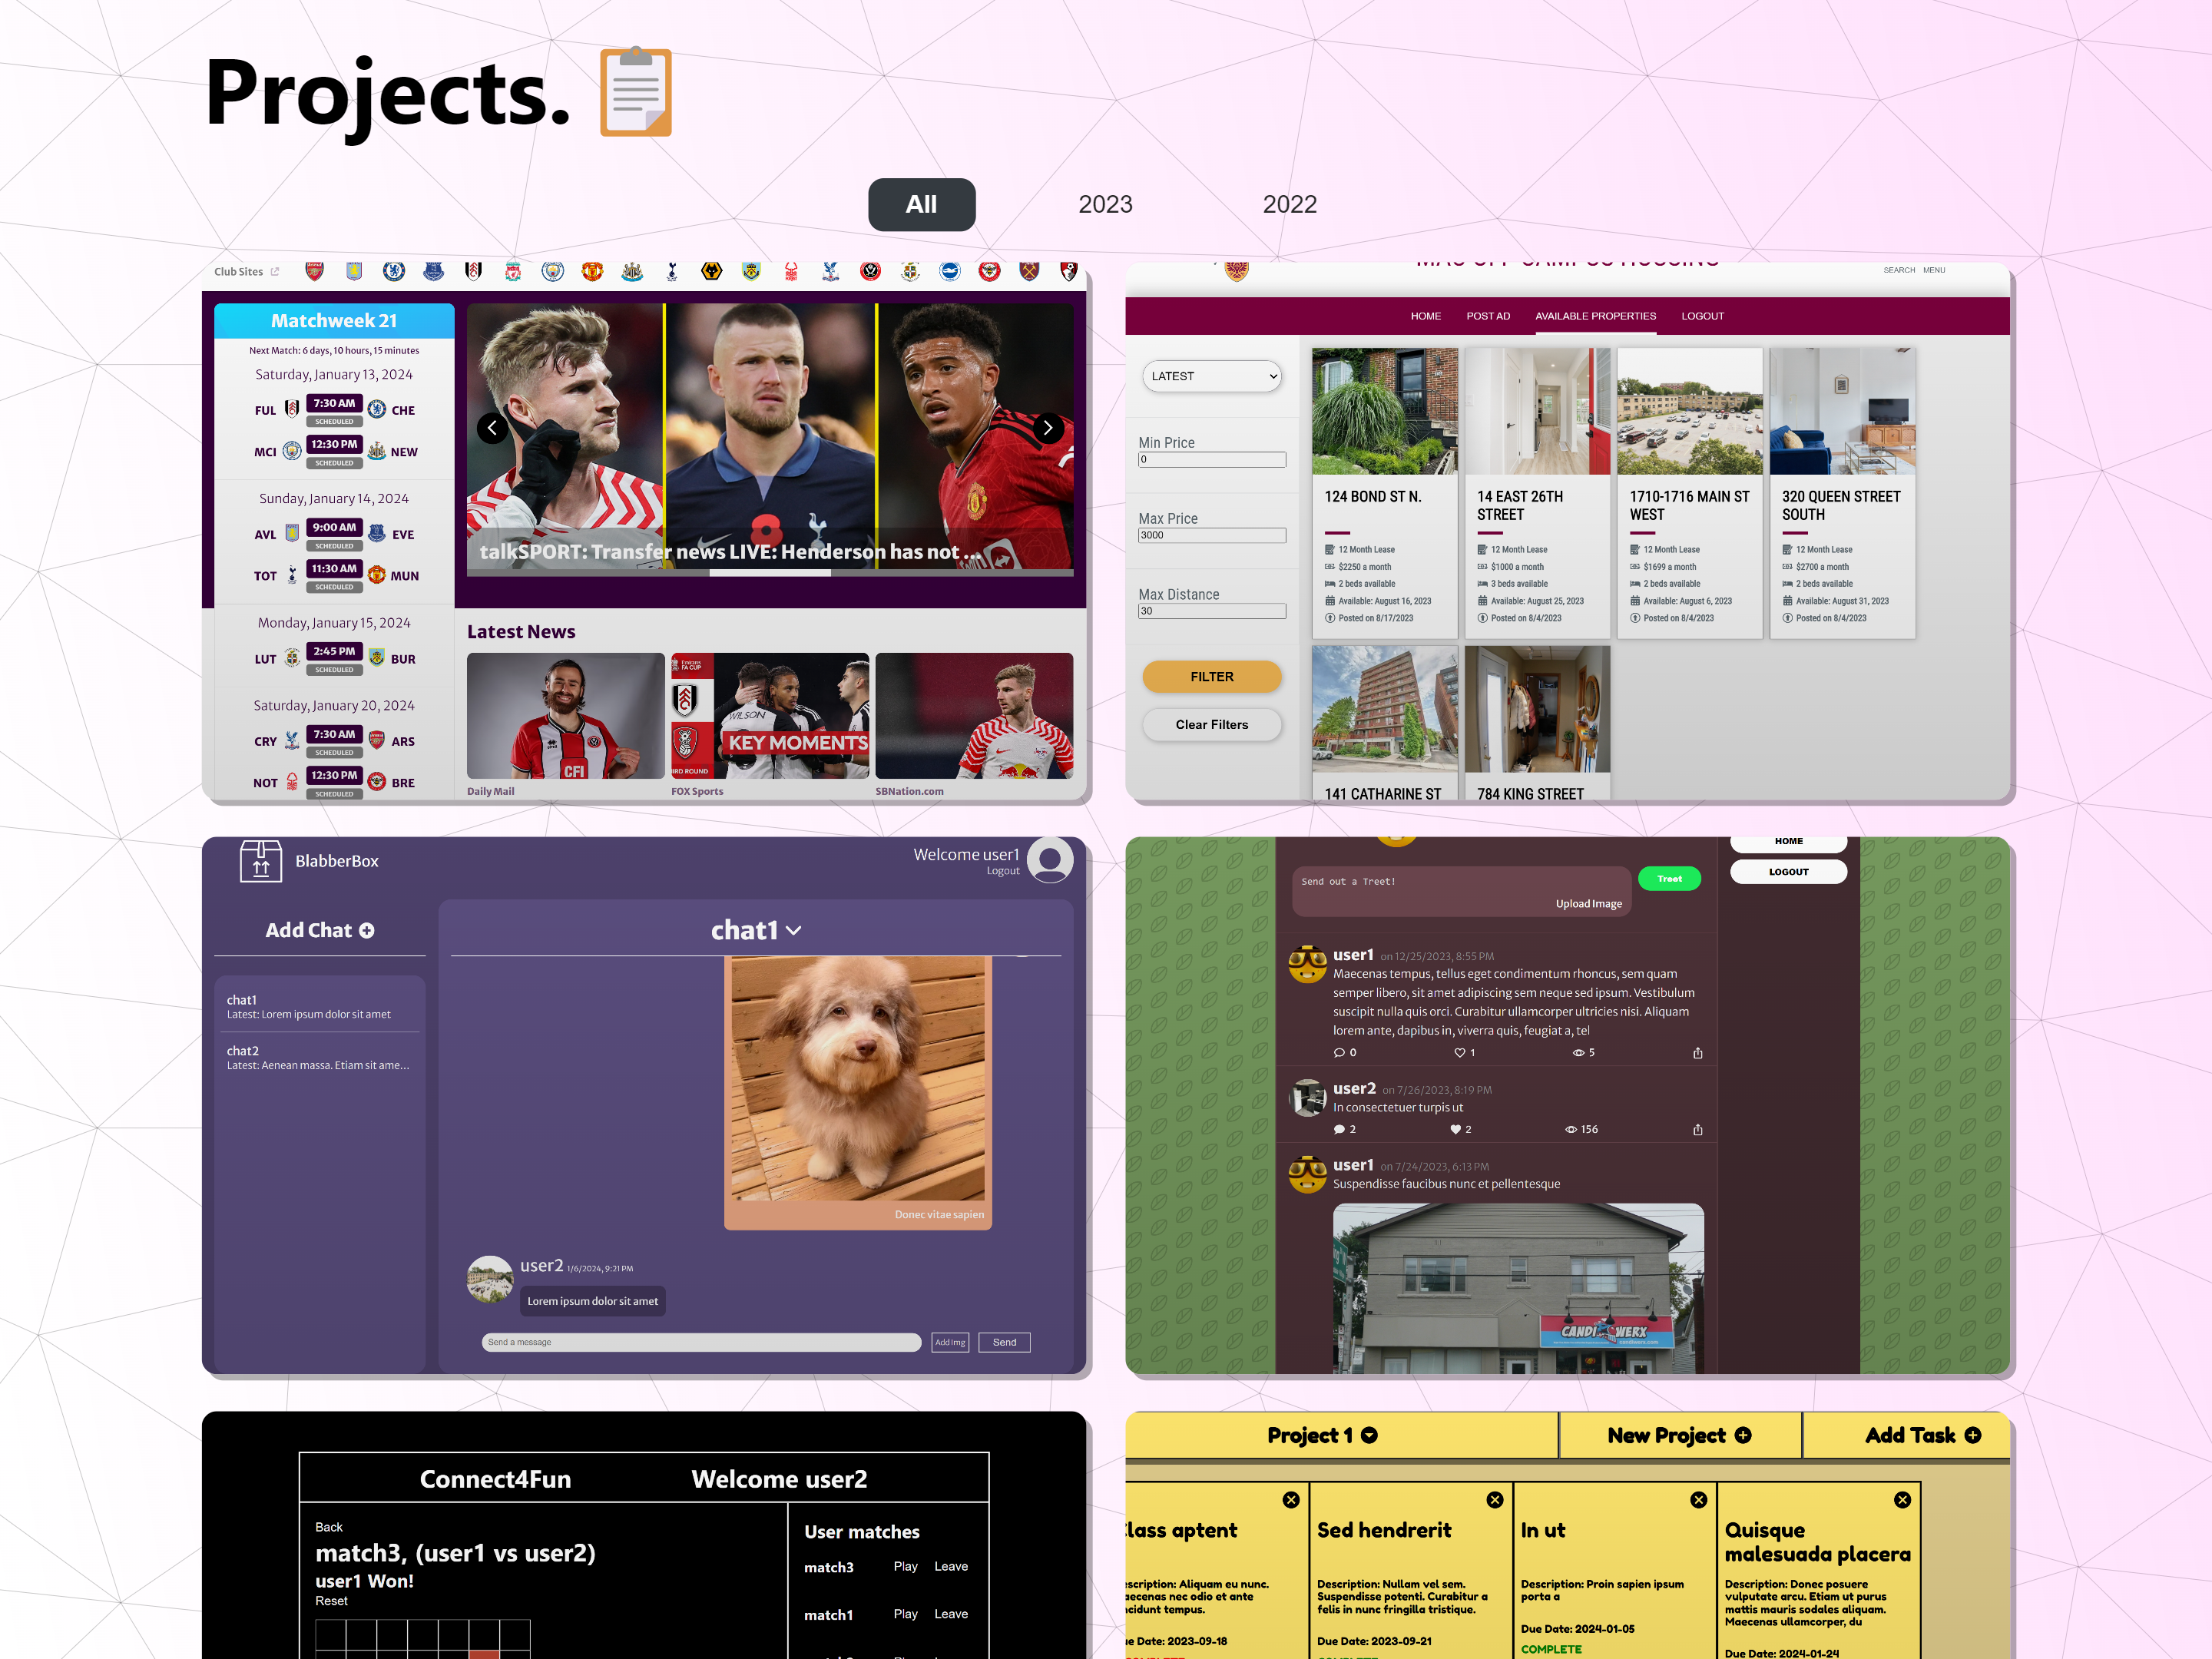 Projects.
All
2023
2022
Club Sites
Matchweek 21
Next Match: 6 days, 10 hours, 15 minutes
Saturday, January 13, 2024
FUL 7:30 AM CHE
SCHEDULED
MCI 12:30 PM NEW
SCHEDULED
Sunday, January 14, 2024
AVL 9:00 AM EVE
SCHEDULED
TOT 11:30 AM MUN
SCHEDULED
Monday, January 15, 2024
LUT 2:45 PM BUR
SCHEDULED
Saturday, January 20, 2024
CRY 7:30 AM ARS
SCHEDULED
NOT 12:30 PM BRE
SCHEDULED
talkSPORT: Transfer news LIVE: Henderson has not ...
Latest News
CFI
Daily Mail
WILSON
KEY MOMENTS
IRD ROUND
FOX Sports
SBNation.com
MAC OFF CAMPUS HOUSING
SEARCH MENU
HOME
POST AD
AVAILABLE PROPERTIES
LOGOUT
LATEST
Min Price
0
Max Price
3000
Max Distance
30
FILTER
Clear Filters
124 BOND ST N.
12 Month Lease
$2250 a month
2 beds available
Available: August 16, 2023
Posted on 8/17/2023
14 EAST 26TH
STREET
12 Month Lease
$1000 a month
3 beds available
Available: August 25, 2023
Posted on 8/4/2023
1710-1716 MAIN ST
WEST
12 Month Lease
$1699 a month
2 beds available
Available: August 6, 2023
Posted on 8/4/2023
320 QUEEN STREET
SOUTH
12 Month Lease
$2700 a month
2 beds available
Available: August 31, 2023
Posted on 8/4/2023
141 CATHARINE ST
784 KING STREET
BlabberBox
Welcome user1
Logout
Add Chat
chat1
Latest: Lorem ipsum dolor sit amet
chat2
Latest: Aenean massa. Etiam sit ame...
chat1
Donec vitae sapien
user2 1/6/2024, 9:21 PM
Lorem ipsum dolor sit amet
Send a message
Add Img
Send
Send out a Treet!
Upload Image
Treet
HOME
LOGOUT
user1 on 12/25/2023, 8:55 PM
Maecenas tempus, tellus eget condimentum rhoncus, sem quam
semper libero, sit amet adipiscing sem neque sed ipsum. Vestibulum
suscipit nulla quis orci. Curabitur ullamcorper ultricies nisi. Aliquam
lorem ante, dapibus in, viverra quis, feugiat a, tel
0 1 5
user2 on 7/26/2023, 8:19 PM
In consectetuer turpis ut
2 2 156
user1 on 7/24/2023, 6:13 PM
Suspendisse faucibus nunc et pellentesque
CANDI WERX
Connect4Fun
Welcome user2
Back
match3, (user1 vs user2)
user1 Won!
Reset
User matches
match3 Play Leave
match1 Play Leave
Project 1
New Project
Add Task
lass aptent
escription: Aliquam eu nunc.
aecenas nec odio et ante
ncidunt tempus.
ue Date: 2023-09-18
Sed hendrerit
Description: Nullam vel sem.
Suspendisse potenti. Curabitur a
felis in nunc fringilla tristique.
Due Date: 2023-09-21
In ut
Description: Proin sapien ipsum
porta a
Due Date: 2024-01-05
COMPLETE
Quisque
malesuada placera
Description: Donec posuere
vulputate arcu. Etiam ut purus
mattis mauris sodales aliquam.
Maecenas ullamcorper, du
Due Date: 2024-01-24